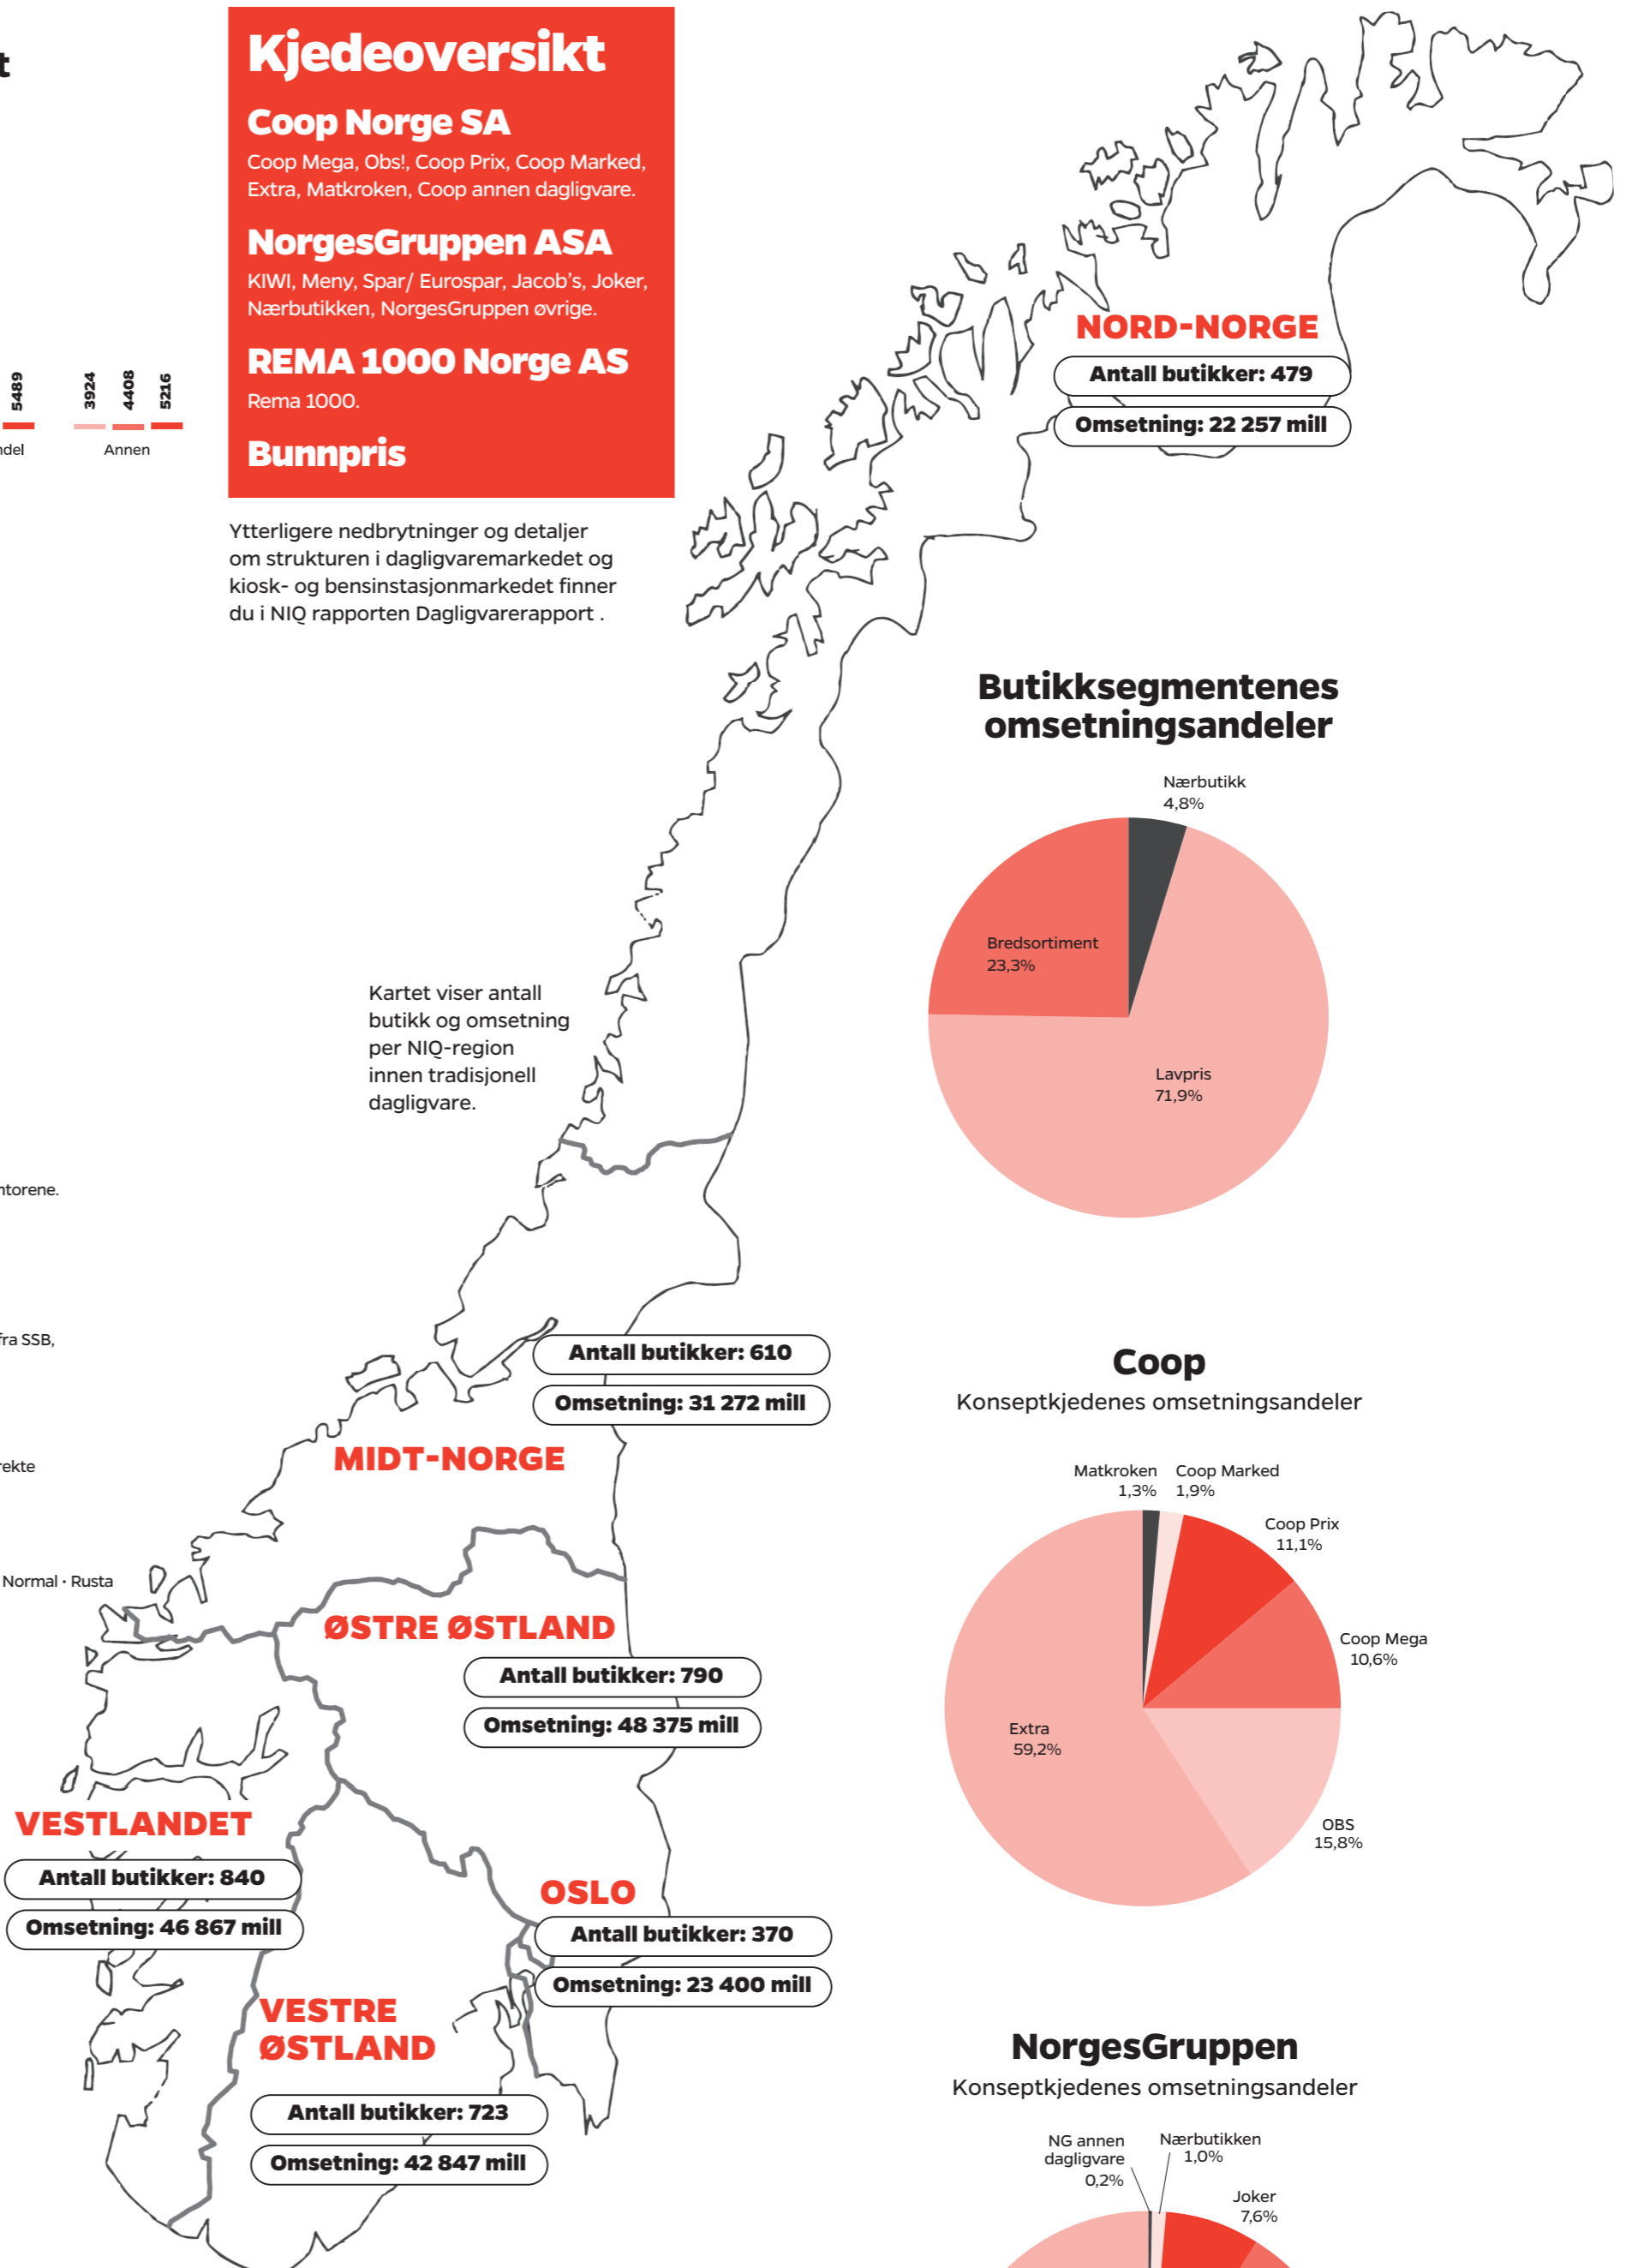 t
5489
3924
4408
5216
ndel
Annen
Kjedeoversikt
Coop Norge SA
Coop Mega, Obs!, Coop Prix, Coop Marked,
Extra, Matkroken, Coop annen dagligvare.
NorgesGruppen ASA
KIWI, Meny, Spar/ Eurospar, Jacob's, Joker,
Nærbutikken, NorgesGruppen øvrige.
REMA 1000 Norge AS
Rema 1000.
Bunnpris
Ytterligere nedbrytninger og detaljer
om strukturen i dagligvaremarkedet og
kiosk- og bensinstasjonmarkedet finner
du i NIQ rapporten Dagligvarerapport .
NORD-NORGE
Antall butikker: 479
Omsetning: 22 257 mill
Butikksegmentenes
omsetningsandeler
Nærbutikk
4,8%
Bredsortiment
23,3%
Lavpris
71,9%
Kartet viser antall
butikk og omsetning
per NIQ-region
innen tradisjonell
dagligvare.
ntorene.
fra SSB,
rekte
Normal · Rusta
Antall butikker: 610
Omsetning: 31 272 mill
MIDT-NORGE
ØSTRE ØSTLAND
Antall butikker: 790
Omsetning: 48 375 mill
VESTLANDET
Antall butikker: 840
Omsetning: 46 867 mill
OSLO
Antall butikker: 370
Omsetning: 23 400 mill
VESTRE
ØSTLAND
Antall butikker: 723
Omsetning: 42 847 mill
Coop
Konseptkjedenes omsetningsandeler
Matkroken
1,3%
Coop Marked
1,9%
Coop Prix
11,1%
Coop Mega
10,6%
Extra
59,2%
OBS
15,8%
NorgesGruppen
Konseptkjedenes omsetningsandeler
NG annen
dagligvare
0,2%
Nærbutikken
1,0%
Joker
7,6%